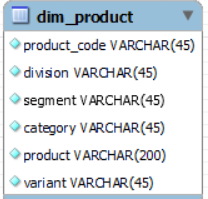 dim_product
product_code VARCHAR(45)
division VARCHAR(45)
segment VARCHAR(45)
category VARCHAR(45)
product VARCHAR(200)
variant VARCHAR(45)